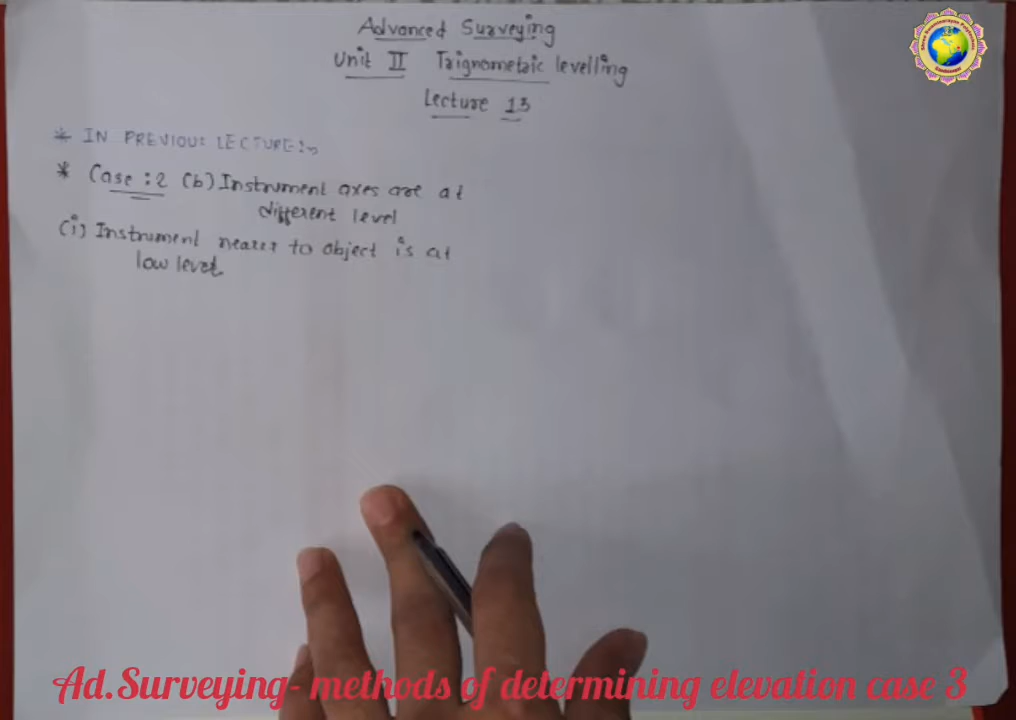 Advanced Surveying
Unit II Trignometric levelling
Lecture 13
* IN PREVIOUS LECTURE:-
* Case :2 (b) Instrument axes are at
different level
(i) Instrument nearer to object is at
low level
Ad.Surveying- methods of determining elevation case 3